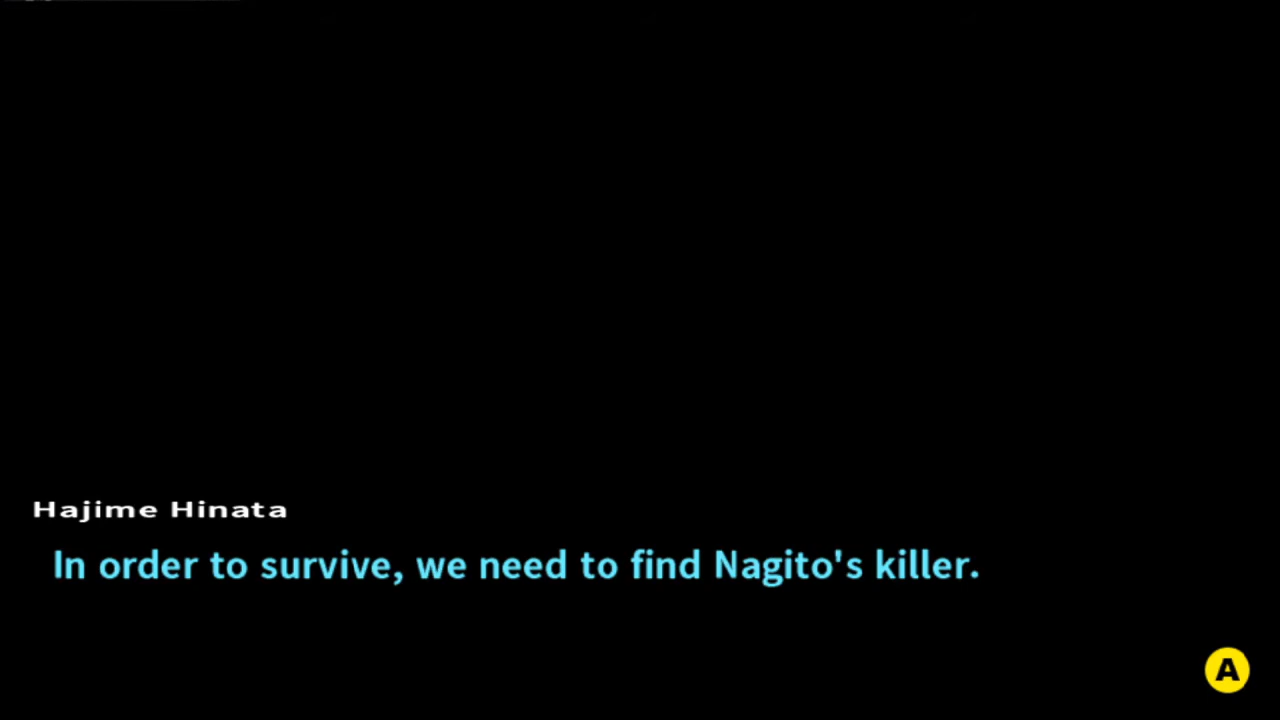 Hajime Hinata
In order to survive, we need to find Nagito's killer.
A